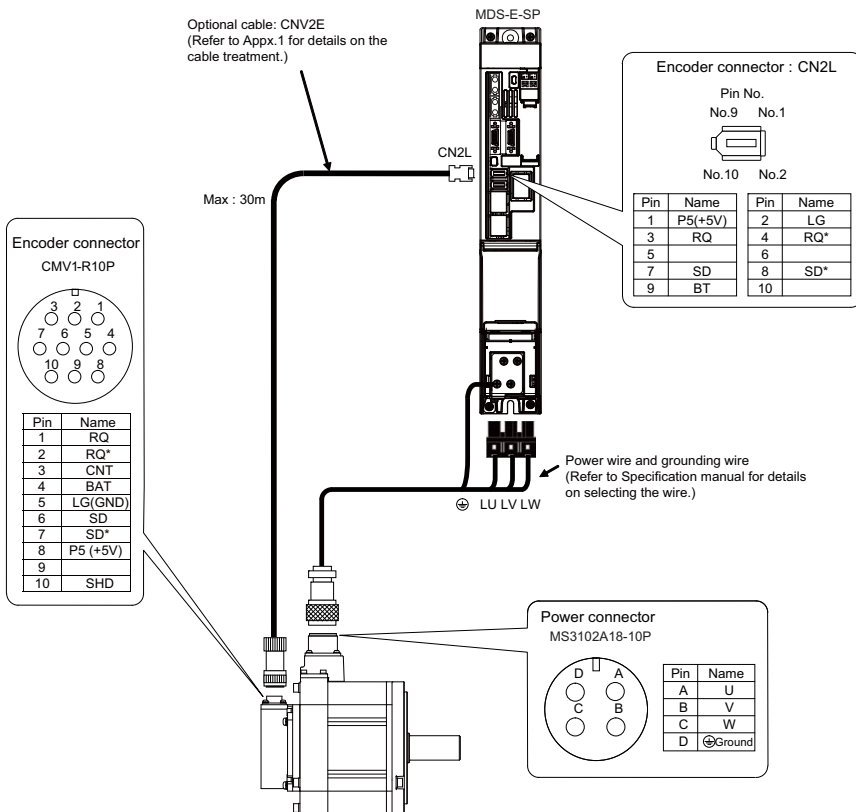 Optional cable: CNV2E
(Refer to Appx.1 for details on the
cable treatment.)
MDS-E-SP
CN2L
Max : 30m
Encoder connector : CN2L
Pin No.
No.9 No.1
No.10 No.2
Pin Name Pin Name
1 P5(+5V) 2 LG
3 RQ 4 RQ*
5 6
7 SD 8 SD*
9 BT 10
Encoder connector
CMV1-R10P
3 2 1
7 6 5 4
10 9 8
Pin Name
1 RQ
2 RQ*
3 CNT
4 BAT
5 LG(GND)
6 SD
7 SD*
8 P5 (+5V)
9
10 SHD
Power wire and grounding wire
(Refer to Specification manual for details
on selecting the wire.)
LU LV LW
Power connector
MS3102A18-10P
D A
C B
Pin Name
A U
B V
C W
D Ground